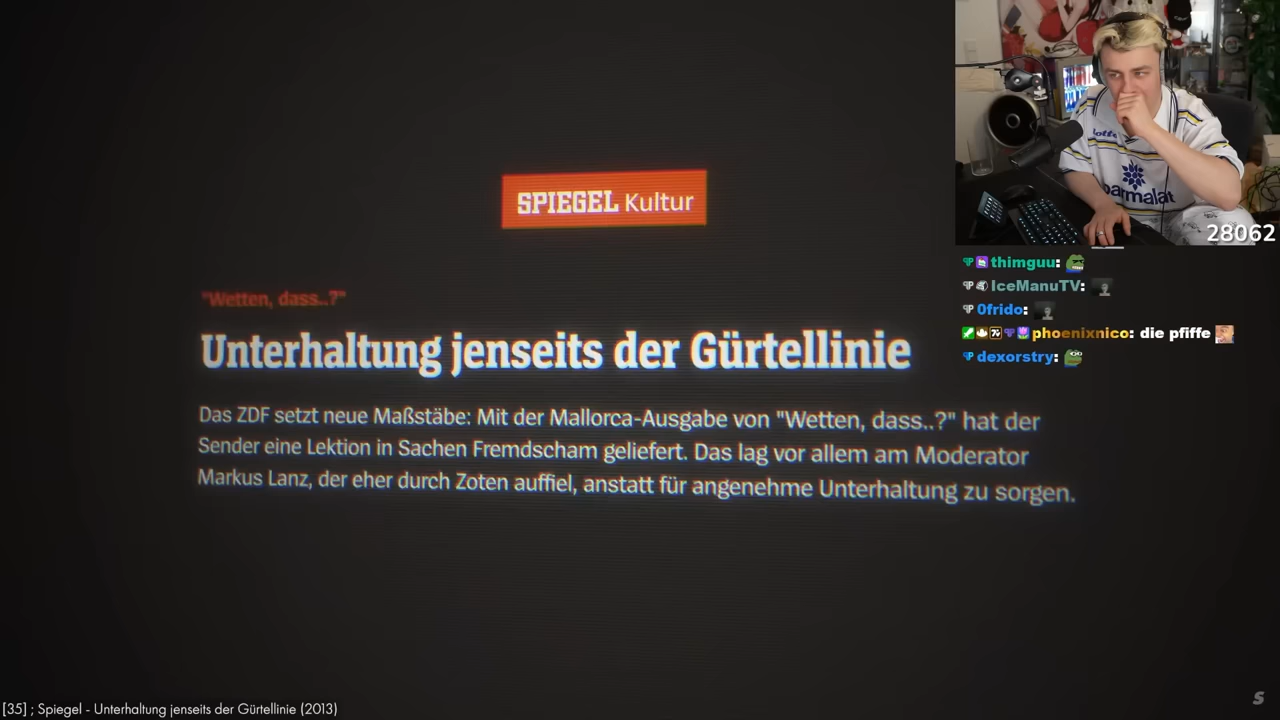 SPIEGEL Kultur
"Wetten, dass..?"
Unterhaltung jenseits der Gürtellinie
Das ZDF setzt neue Maßstäbe: Mit der Mallorca-Ausgabe von "Wetten, dass..?" hat der
Sender eine Lektion in Sachen Fremdscham geliefert. Das lag vor allem am Moderator
Markus Lanz, der eher durch Zoten auffiel, anstatt für angenehme Unterhaltung zu sorgen.
[35] ; Spiegel - Unterhaltung jenseits der Gürtellinie (2013)
lotto
parmalat
28062
thimguu:
IceManuTV:
0frido:
phoenixnico: die pfiffe
dexorstry:
S